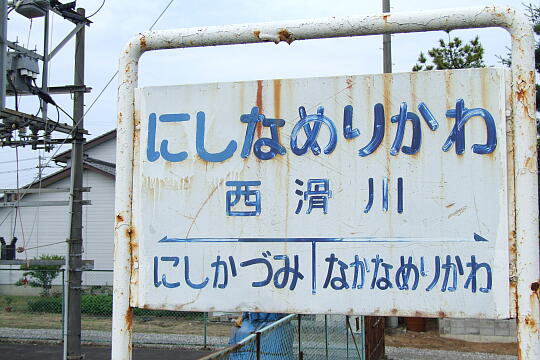 にしなめりかわ
西滑川
にしかづみ なかなめりかわ